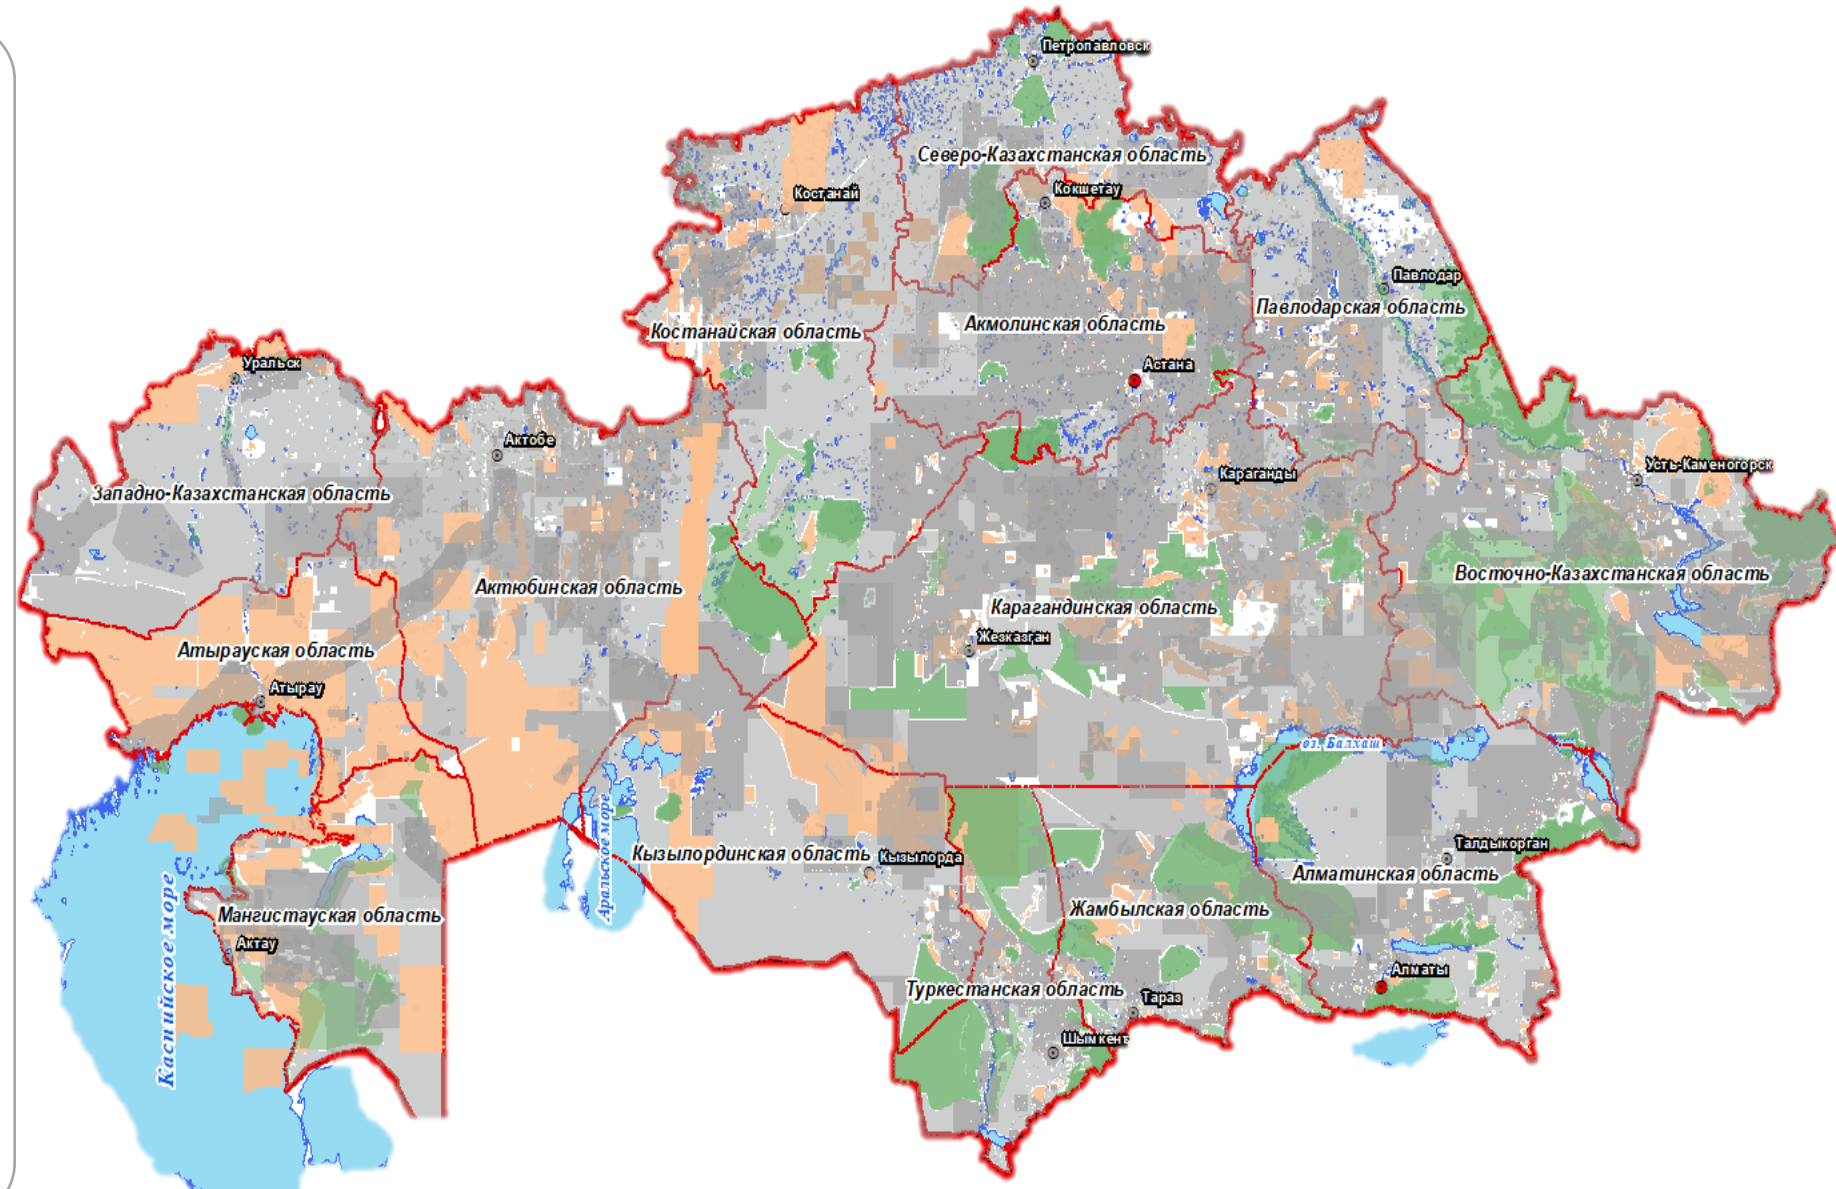 Петропавловск
Северо-Казахстанская область
Кокшетау
Костанай
Павлодар
Павлодарская область
Акмолинская область
Костанайская область
Астана
Уральск
Актобе
Караганды
Усть-Каменогорск
Западно-Казахстанская область
Восточно-Казахстанская область
Актюбинская область
Карагандинская область
Жезказган
Атырауская область
Атырау
оз. Балхаш
Талдыкорган
Кызылординская область
Кызылорда
Алматинская область
Аральское море
Жамбылская область
Мангистауская область
Актау
Каспийское море
Алматы
Туркестанская область
Тараз
Шымкент